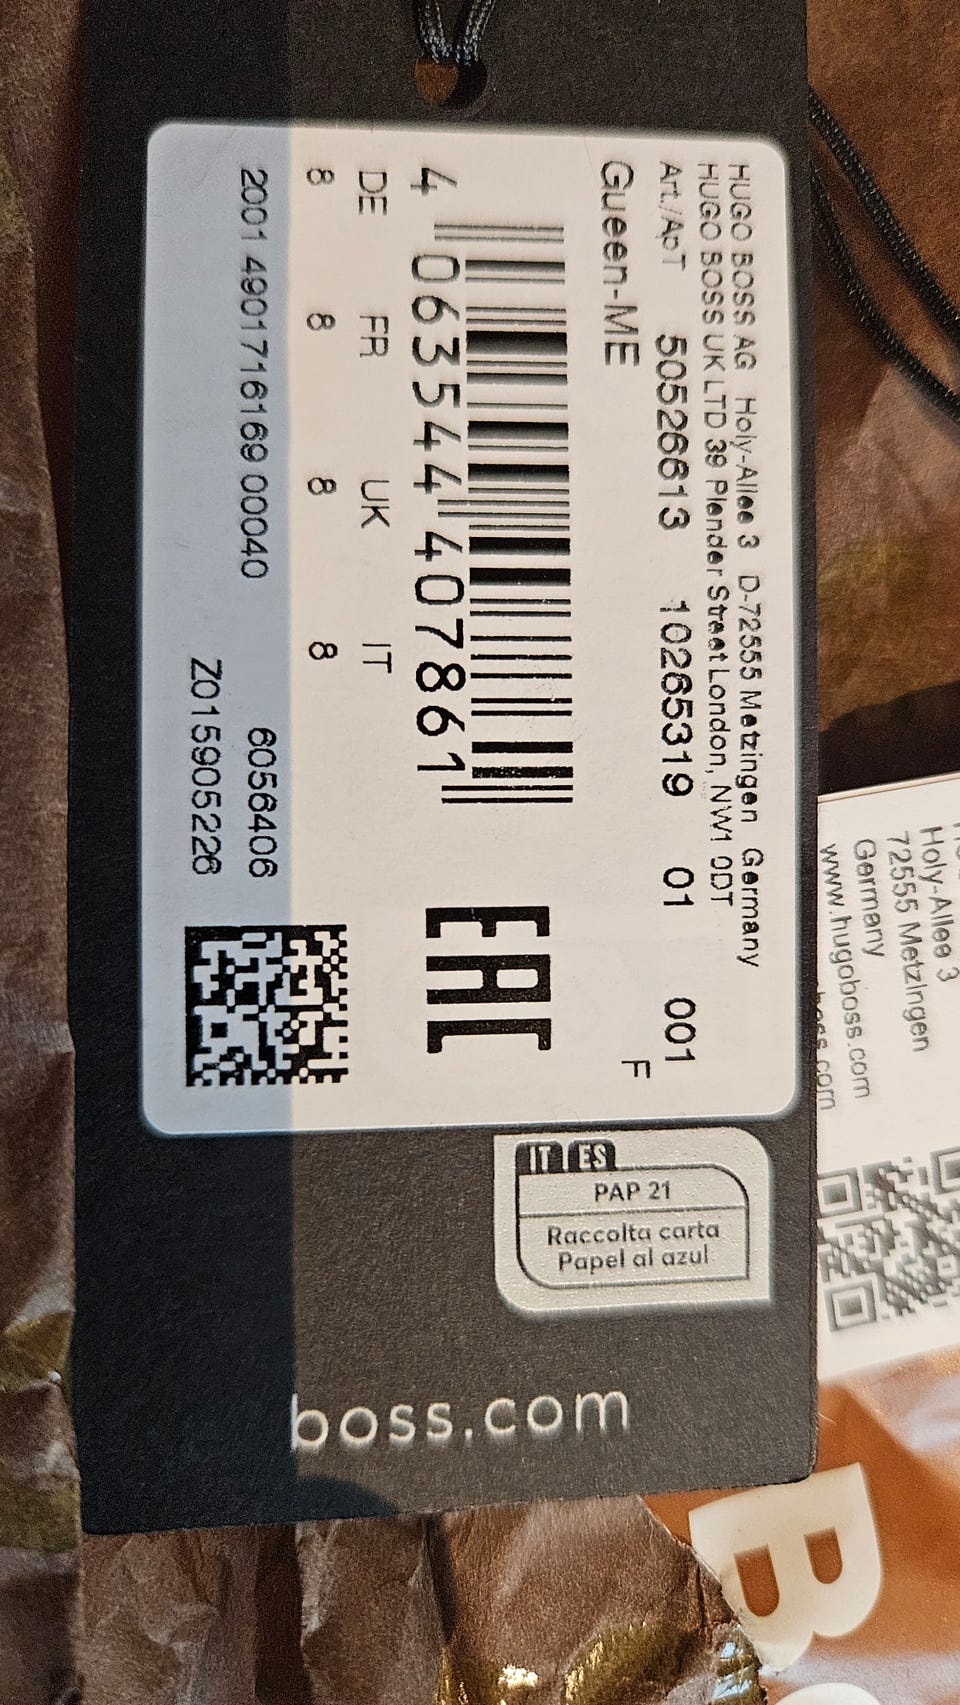 HUGO BOSS AG Holy-Allee 3 D-72555 Metzingen Germany
HUGO BOSS UK LTD 39 Plender Street London, NW1 0DT
Art./АрТ 50526613 10265319 01 001
Gueen-ME F
4 063544 407861
EAC
DE FR UK IT
8 8 8 8
2001 4901716169 00040 6056406
Z015905226
IT ES
PAP 21
Raccolta carta
Papel al azul
boss.com
Holy-Allee 3
72555 Metzingen
Germany
www.hugoboss.com
boss.com
B